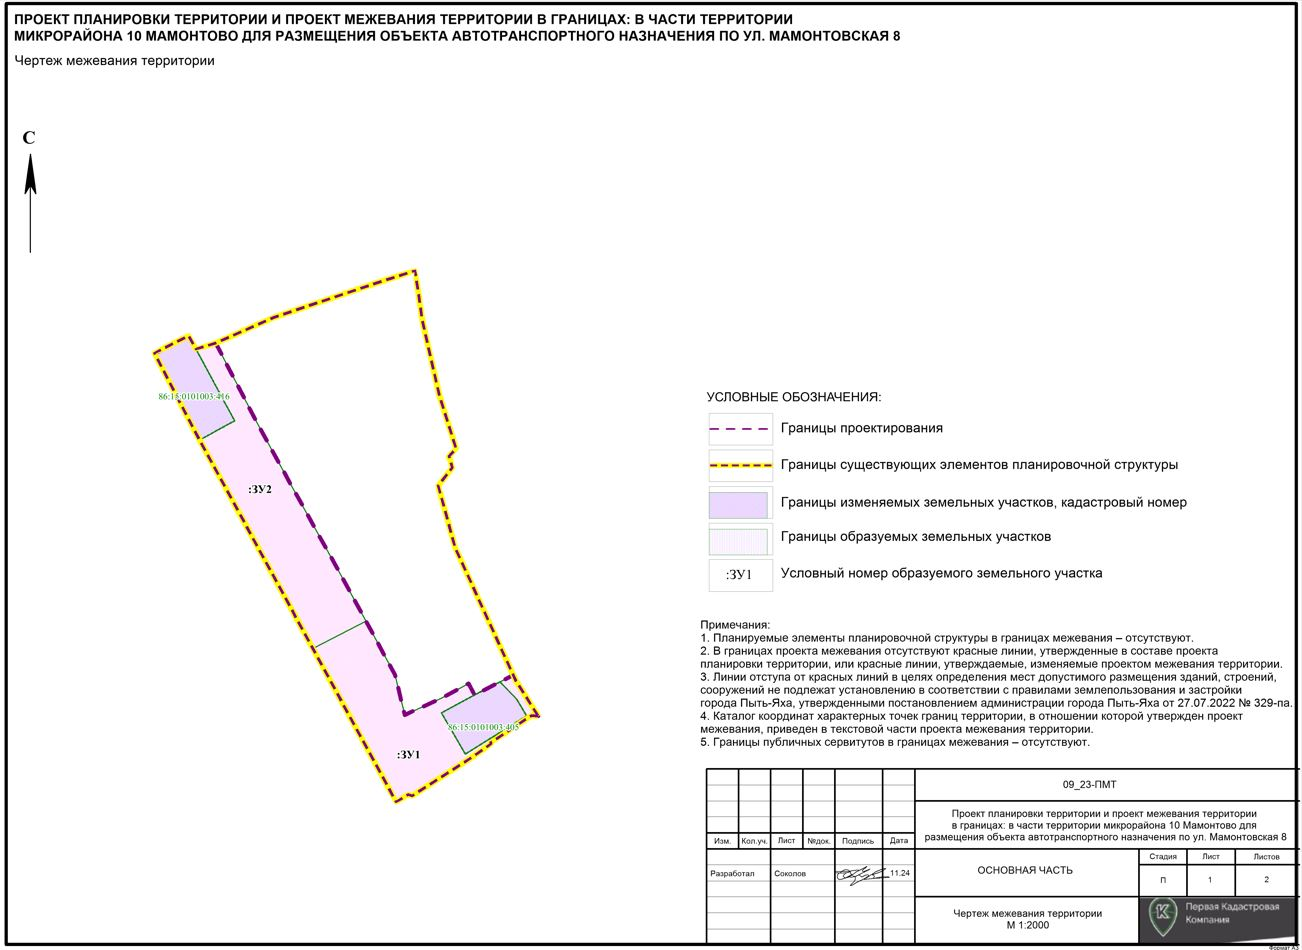 ПРОЕКТ ПЛАНИРОВКИ ТЕРРИТОРИИ И ПРОЕКТ МЕЖЕВАНИЯ ТЕРРИТОРИИ В ГРАНИЦАХ: В ЧАСТИ ТЕРРИТОРИИ
МИКРОРАЙОНА 10 МАМОНТОВО ДЛЯ РАЗМЕЩЕНИЯ ОБЪЕКТА АВТОТРАНСПОРТНОГО НАЗНАЧЕНИЯ ПО УЛ. МАМОНТОВСКАЯ 8
Чертеж межевания территории
С
86:15:0101003:416
:ЗУ2
86:15:0101003:405
:ЗУ1
УСЛОВНЫЕ ОБОЗНАЧЕНИЯ:
Границы проектирования
Границы существующих элементов планировочной структуры
Границы изменяемых земельных участков, кадастровый номер
Границы образуемых земельных участков
:ЗУ1 Условный номер образуемого земельного участка
Примечания:
1. Планируемые элементы планировочной структуры в границах межевания – отсутствуют.
2. В границах проекта межевания отсутствуют красные линии, утвержденные в составе проекта
планировки территории, или красные линии, утверждаемые, изменяемые проектом межевания территории.
3. Линии отступа от красных линий в целях определения мест допустимого размещения зданий, строений,
сооружений не подлежат установлению в соответствии с правилами землепользования и застройки
города Пыть-Яха, утвержденными постановлением администрации города Пыть-Яха от 27.07.2022 № 329-па.
4. Каталог координат характерных точек границ территории, в отношении которой утвержден проект
межевания, приведен в текстовой части проекта межевания территории.
5. Границы публичных сервитутов в границах межевания – отсутствуют.
09_23-ПМТ
Проект планировки территории и проект межевания территории
в границах: в части территории микрорайона 10 Мамонтово для
размещения объекта автотранспортного назначения по ул. Мамонтовская 8
Изм. Кол.уч. Лист №док. Подпись Дата
Разработал Соколов 11.24
ОСНОВНАЯ ЧАСТЬ
Стадия Лист Листов
П 1 2
Чертеж межевания территории
М 1:2000
К
Первая Кадастровая
Компания
Формат А3